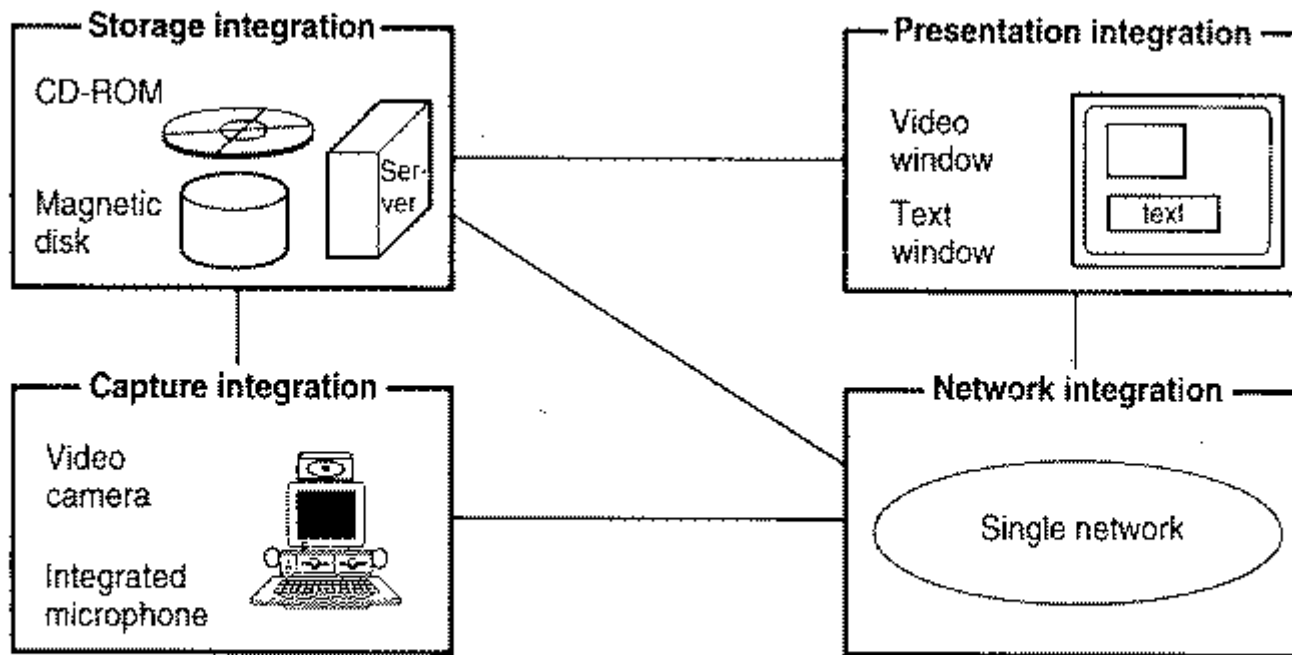 Storage integration
CD-ROM
Magnetic
disk
Ser-
ver
Presentation integration
Video
window
Text
window
text
Capture integration
Video
camera
Integrated
microphone
Network integration
Single network